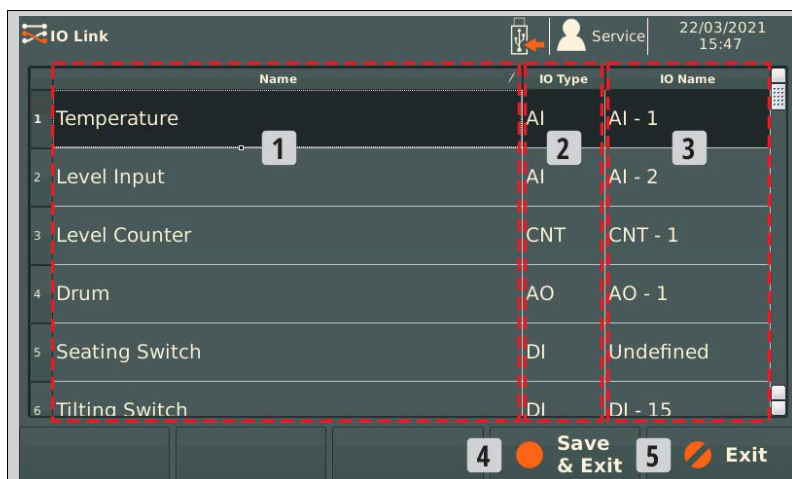 IO Link
Service
22/03/2021
15:47
Name IO Type IO Name
1 Temperature AI AI - 1
2 Level Input AI AI - 2
3 Level Counter CNT CNT - 1
4 Drum AO AO - 1
5 Seating Switch DI Undefined
6 Tilting Switch DI DI - 15
1 2 3
4 Save
& Exit
5 Exit